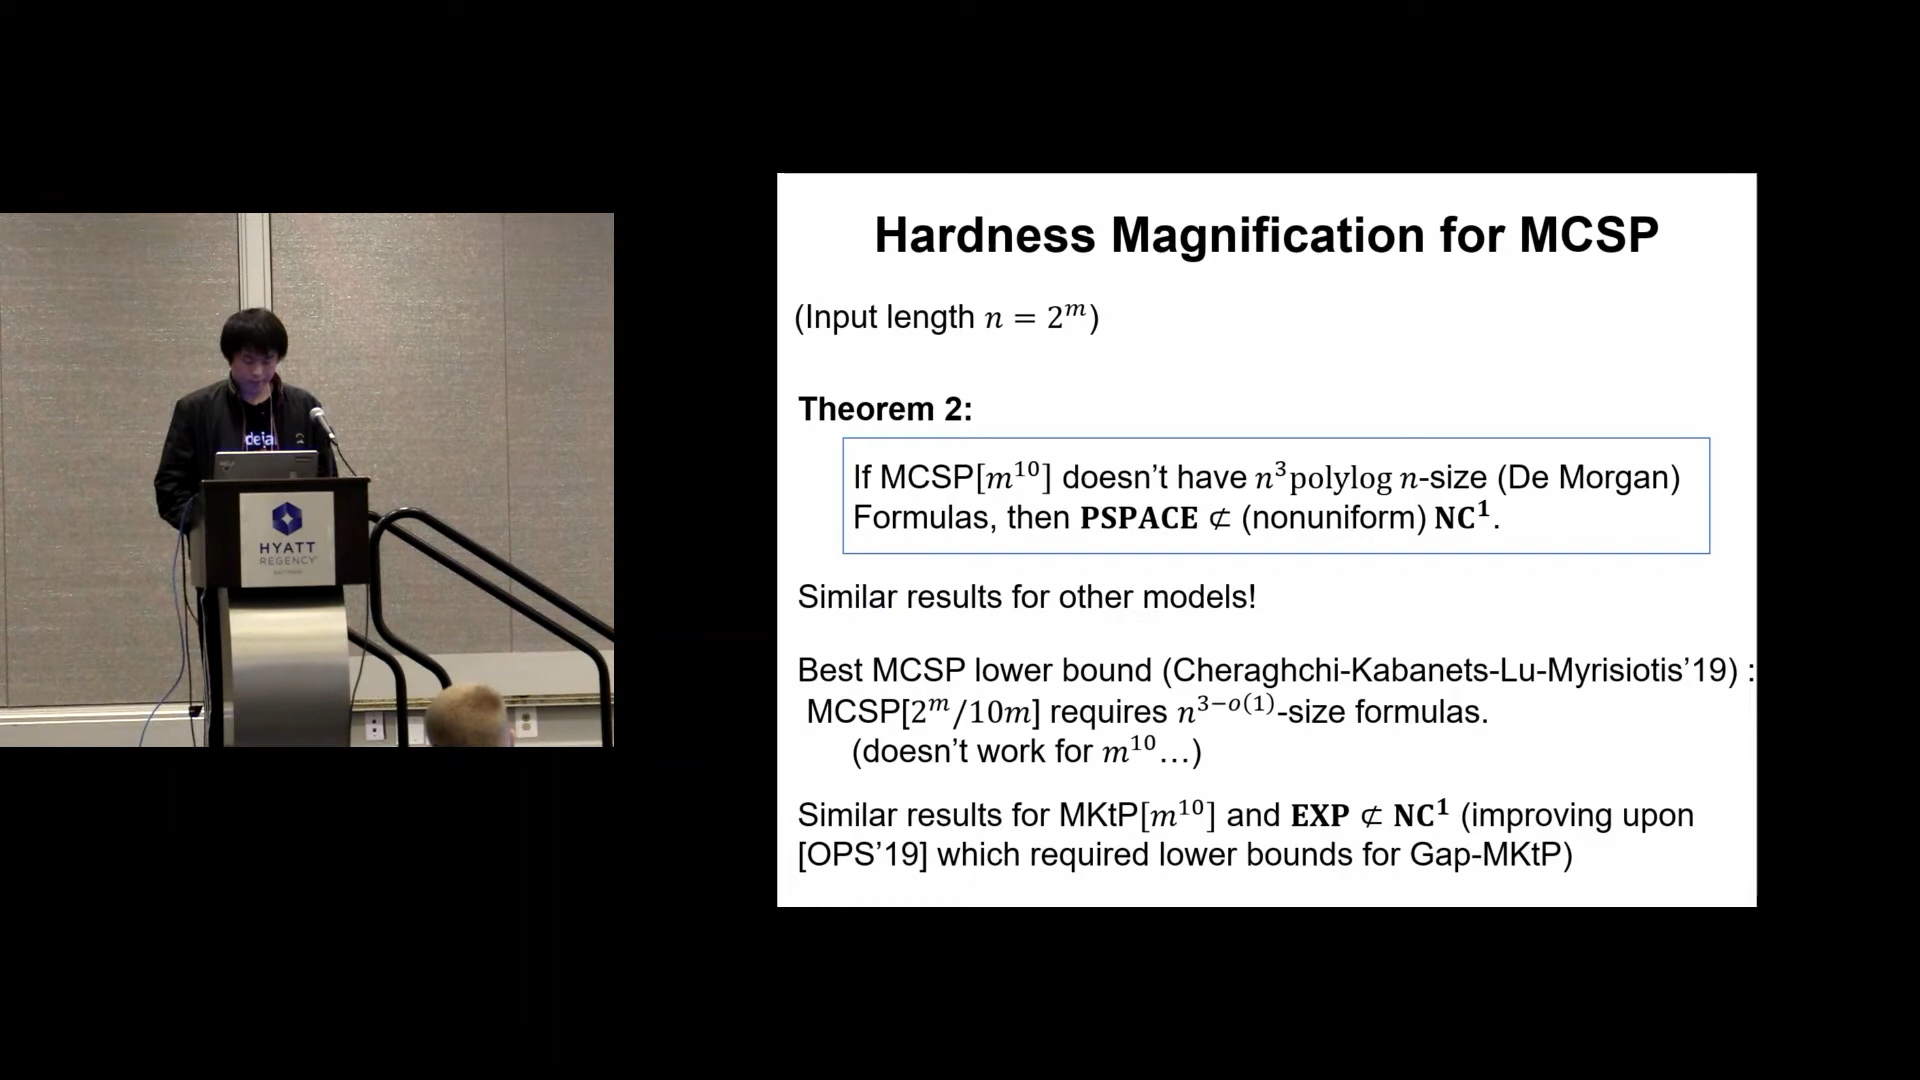 Hardness Magnification for MCSP
(Input length n = 2^m)
Theorem 2:
If MCSP[m^10] doesn't have n^3 polylog n-size (De Morgan)
Formulas, then PSPACE ⊄ (nonuniform) NC^1.
Similar results for other models!
Best MCSP lower bound (Cheraghchi-Kabanets-Lu-Myrisiotis'19) :
MCSP[2^m/10m] requires n^{3−o(1)}-size formulas.
(doesn't work for m^10…)
Similar results for MKtP[m^10] and EXP ⊄ NC^1 (improving upon
[OPS'19] which required lower bounds for Gap-MKtP)
HYATT
REGENCY